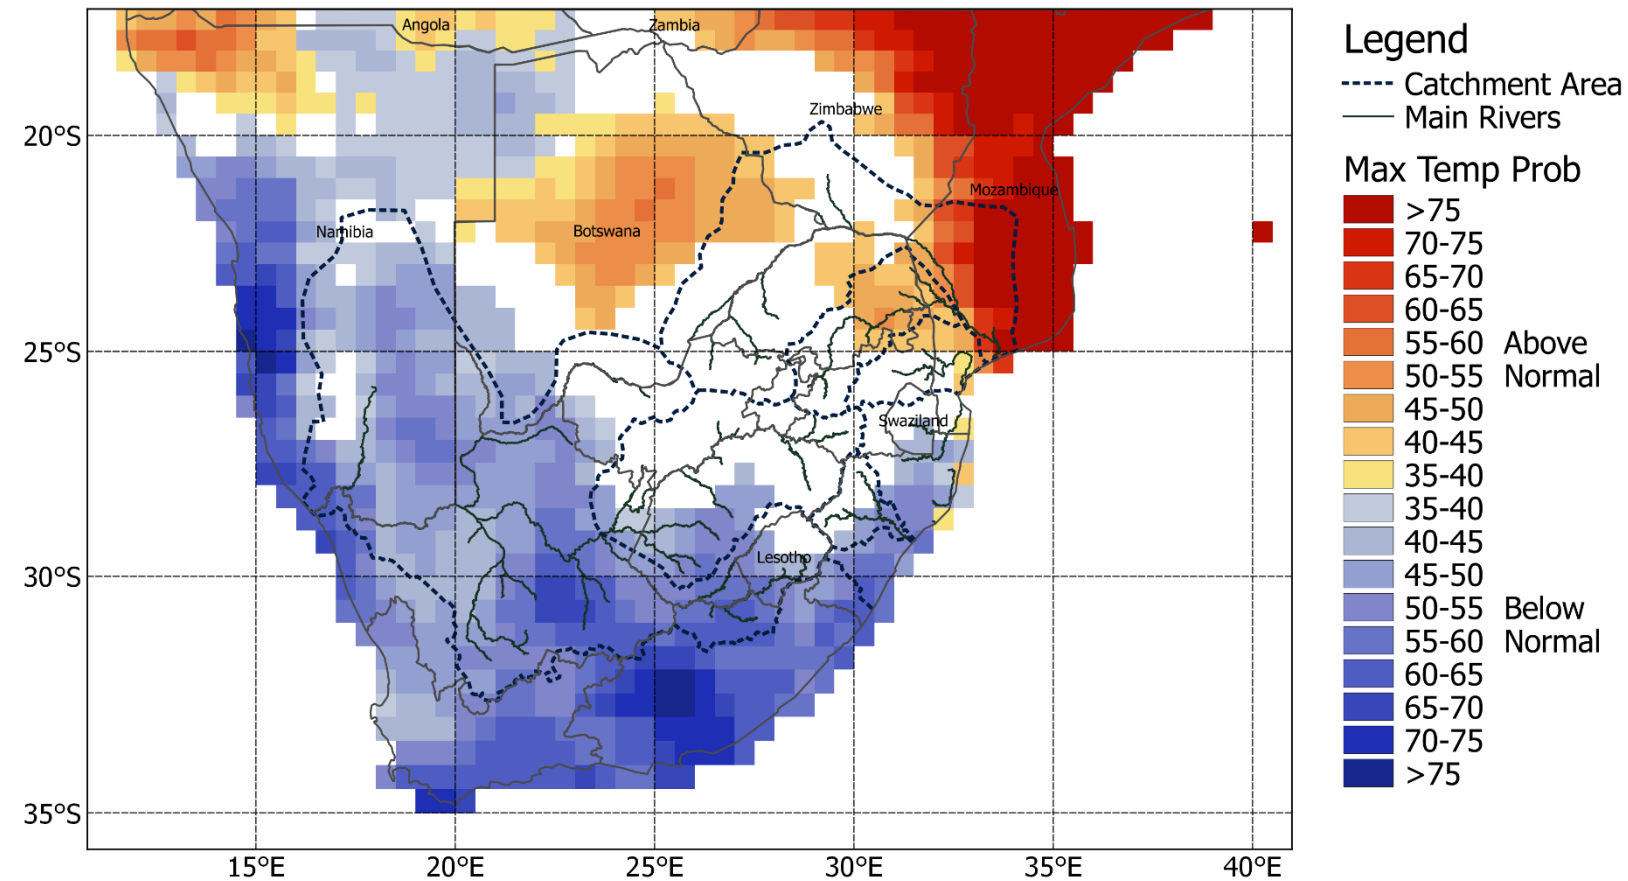 Angola
Zambia
Zimbabwe
20°S
Mozambique
Namibia
Botswana
25°S
Swaziland
Lesotho
30°S
35°S
15°E
20°E
25°E
30°E
35°E
40°E
Legend
Catchment Area
Main Rivers
Max Temp Prob
>75
70-75
65-70
60-65
55-60 Above
50-55 Normal
45-50
40-45
35-40
35-40
40-45
45-50
50-55 Below
55-60 Normal
60-65
65-70
70-75
>75